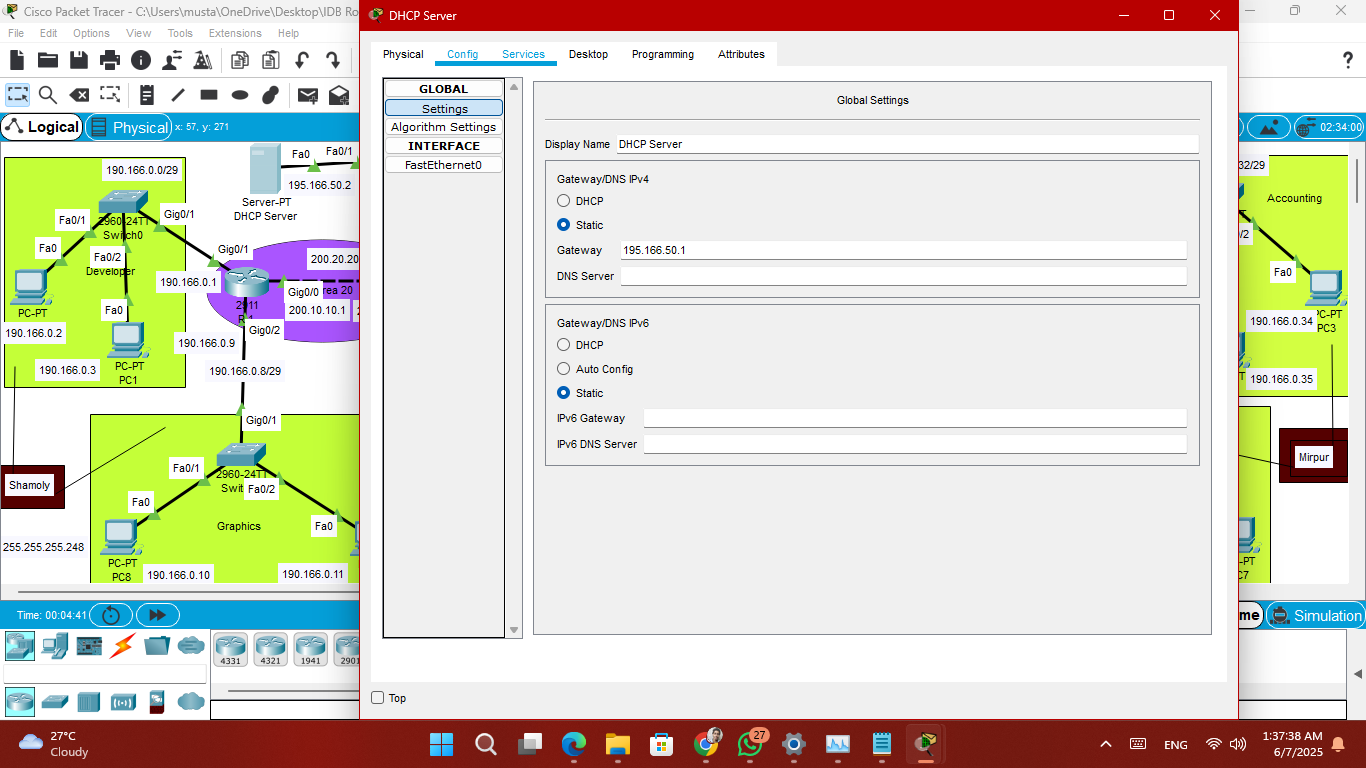 Cisco Packet Tracer - C:\Users\musta\OneDrive\Desktop\IDB Ro
File Edit Options View Tools Extensions Help
Logical Physical x: 57, y: 271
02:34:00
DHCP Server
Physical Config Services Desktop Programming Attributes
GLOBAL
Settings
Algorithm Settings
INTERFACE
FastEthernet0
Global Settings
Display Name DHCP Server
Gateway/DNS IPv4
DHCP
Static
Gateway 195.166.50.1
DNS Server
Gateway/DNS IPv6
DHCP
Auto Config
Static
IPv6 Gateway
IPv6 DNS Server
Top
190.166.0.0/29
Fa0 Fa0/1
195.166.50.2
Server-PT
DHCP Server
Fa0/1
2960-24TT
Switch0
Gig0/1
Fa0
Fa0/2
Developer
Gig0/1
200.20.20
190.166.0.1
rea 20
Gig0/0
2911
200.10.10.1
PC-PT
190.166.0.2
Fa0
Gig0/2
190.166.0.9
190.166.0.3
PC-PT
PC1
190.166.0.8/29
Gig0/1
Fa0/1
2960-24TT
Swit
Fa0/2
Shamoly
Fa0
Graphics
Fa0
255.255.255.248
PC-PT
PC8
190.166.0.10
190.166.0.11
32/29
Accounting
/2
Fa0
PC-PT
PC3
190.166.0.34
190.166.0.35
Mirpur
-PT
C7
Time: 00:04:41
me Simulation
4331 4321 1941 2901
27°C
Cloudy
27
ENG
1:37:38 AM
6/7/2025